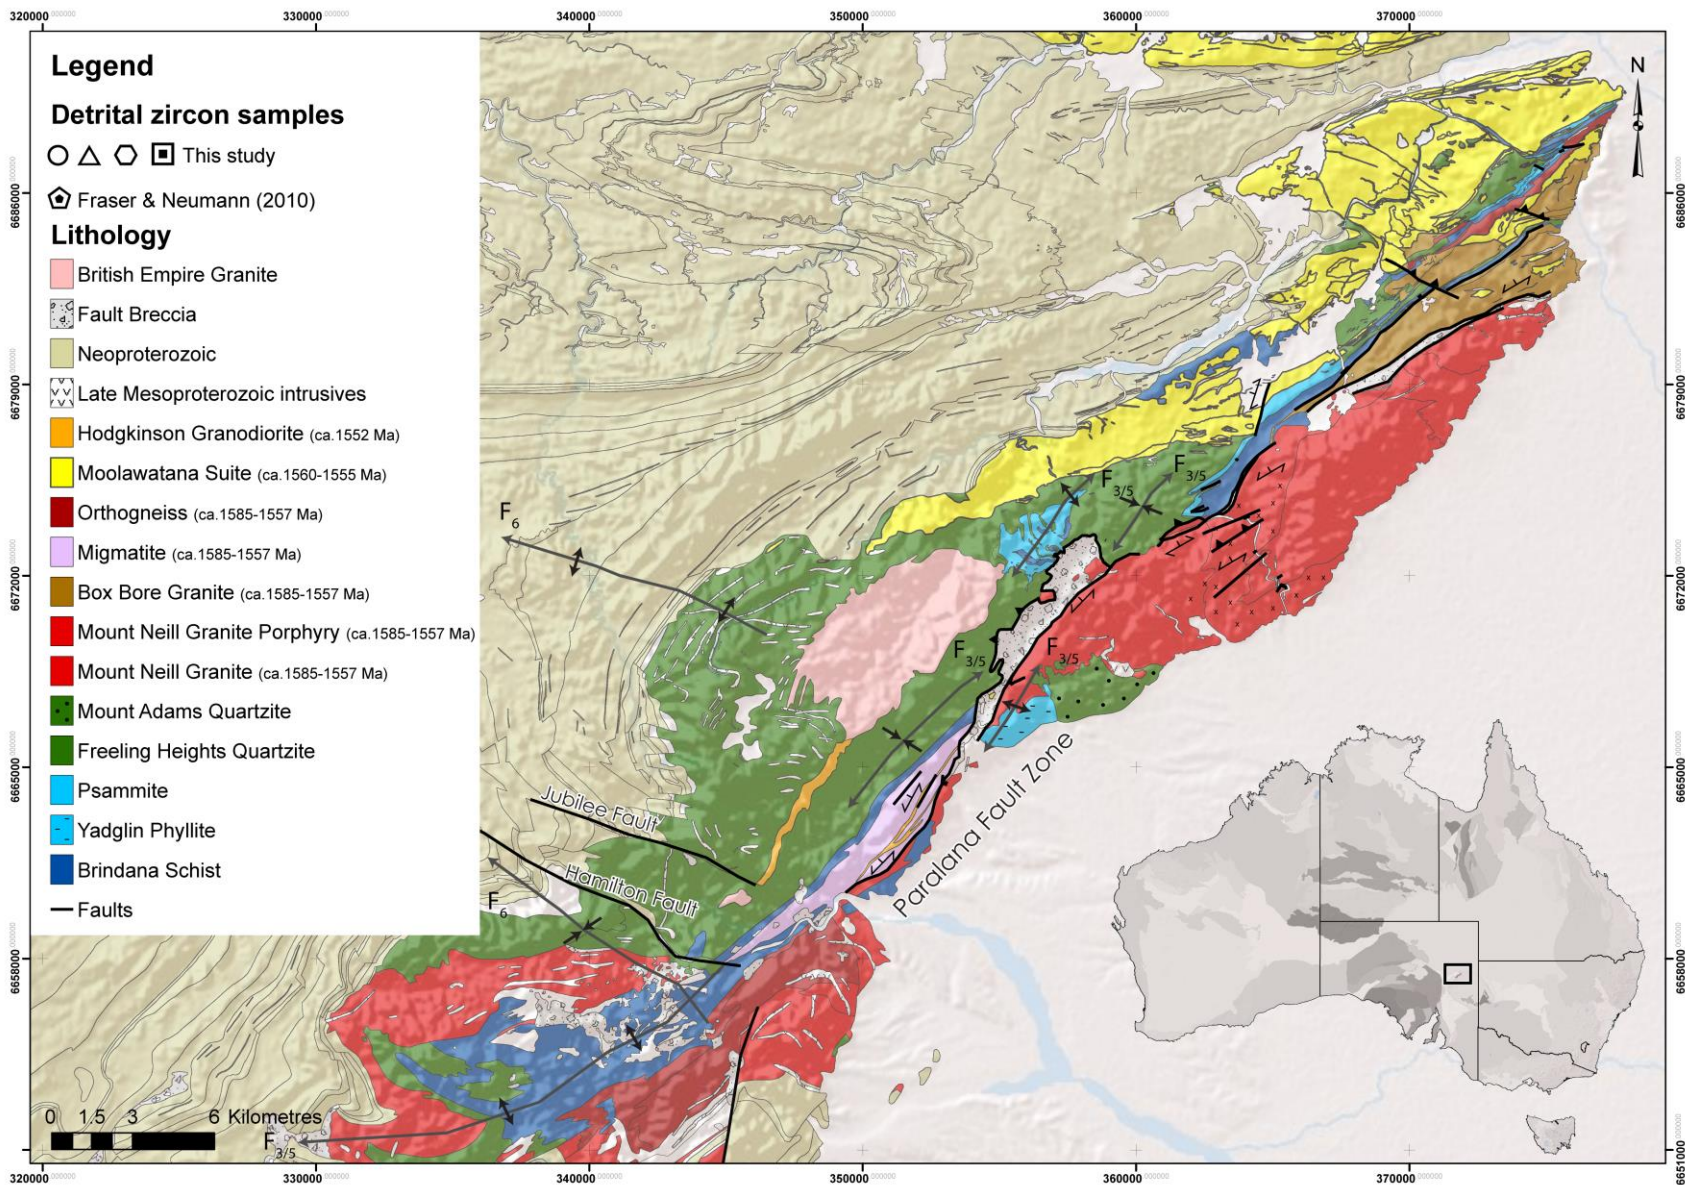 320000
330000
340000
350000
360000
370000
Legend
Detrital zircon samples
This study
Fraser & Neumann (2010)
Lithology
British Empire Granite
Fault Breccia
Neoproterozoic
Late Mesoproterozoic intrusives
Hodgkinson Granodiorite (ca.1552 Ma)
Moolawatana Suite (ca.1560-1555 Ma)
Orthogneiss (ca.1585-1557 Ma)
Migmatite (ca.1585-1557 Ma)
Box Bore Granite (ca.1585-1557 Ma)
Mount Neill Granite Porphyry (ca.1585-1557 Ma)
Mount Neill Granite (ca.1585-1557 Ma)
Mount Adams Quartzite
Freeling Heights Quartzite
Psammite
Yadglin Phyllite
Brindana Schist
Faults
N
F3/5
F3/5
F6
F3/5
F3/5
Jubilee Fault
Hamilton Fault
Paralana Fault Zone
F6
0 1.5 3 6 Kilometres
F3/5
6686000
6679000
6672000
6665000
6658000
6686000
6679000
6672000
6665000
6658000
6651000
320000
330000
340000
350000
360000
370000